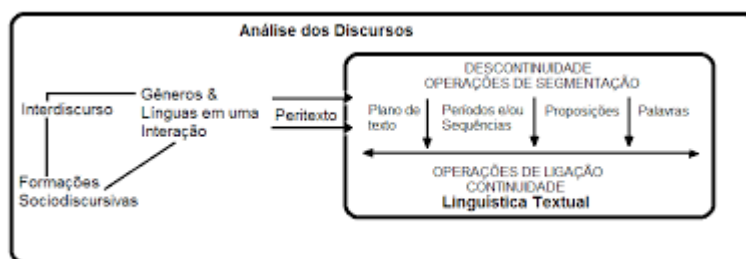 Análise dos Discursos
Interdiscurso
Gêneros &
Línguas em uma
Interação
Formações
Sociodiscursivas
Peritexto
DESCONTINUIDADE
OPERAÇÕES DE SEGMENTAÇÃO
Plano de
texto
Períodos e/ou
Sequências
Proposições
Palavras
OPERAÇÕES DE LIGAÇÃO
CONTINUIDADE
Linguística Textual